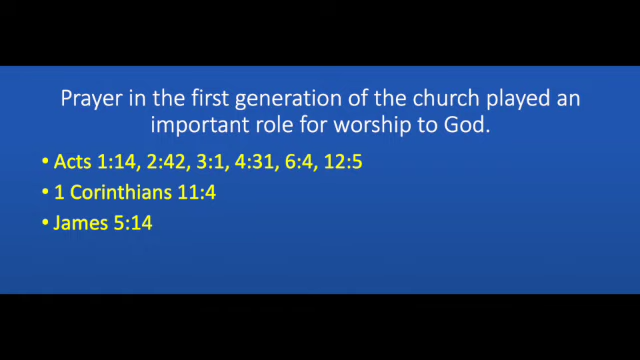 Prayer in the first generation of the church played an
important role for worship to God.
• Acts 1:14, 2:42, 3:1, 4:31, 6:4, 12:5
• 1 Corinthians 11:4
• James 5:14